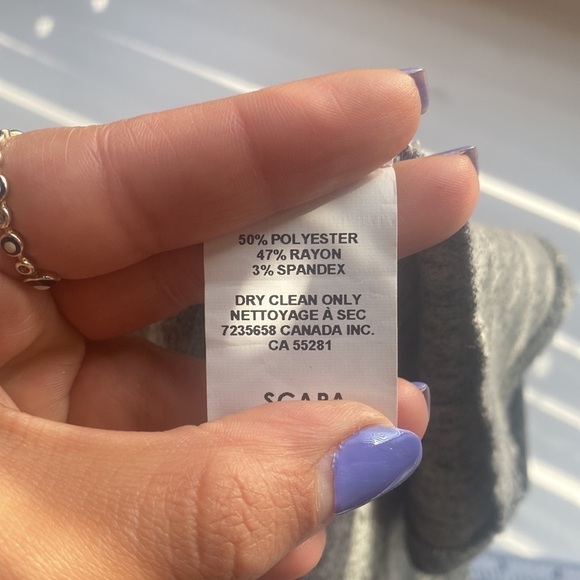 50% POLYESTER
47% RAYON
3% SPANDEX
DRY CLEAN ONLY
NETTOYAGE À SEC
7235658 CANADA INC.
CA 55281